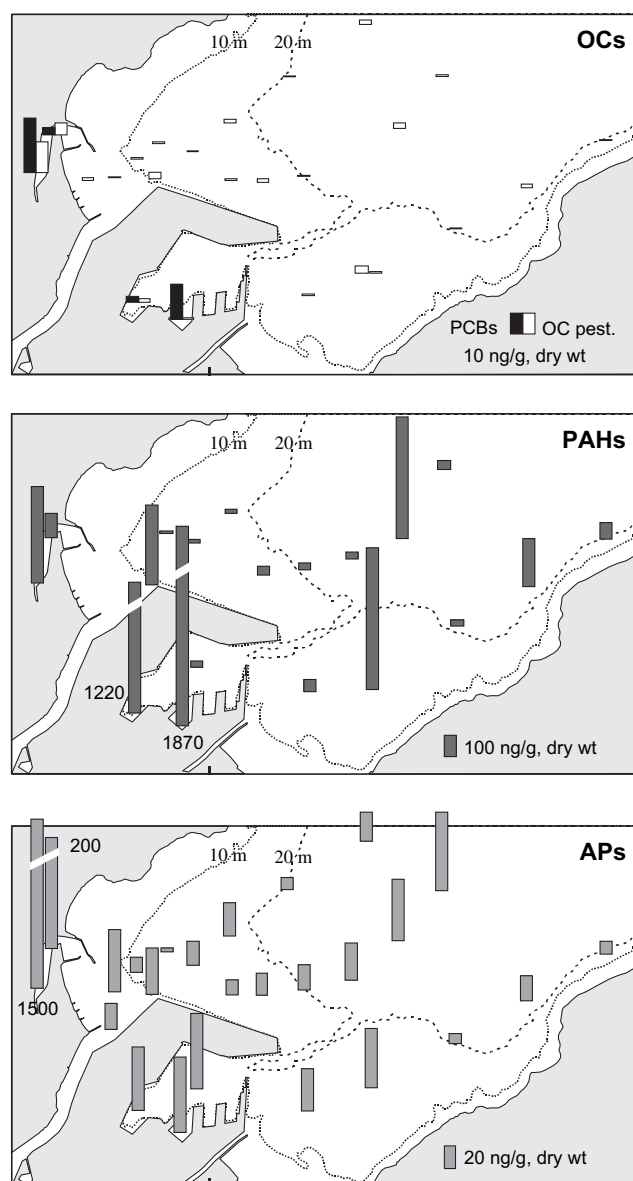 10 m 20 m OCs
PCBs OC pest.
10 ng/g, dry wt
10 m 20 m PAHs
1220
1870
100 ng/g, dry wt
200
10 m 20 m APs
1500
20 ng/g, dry wt